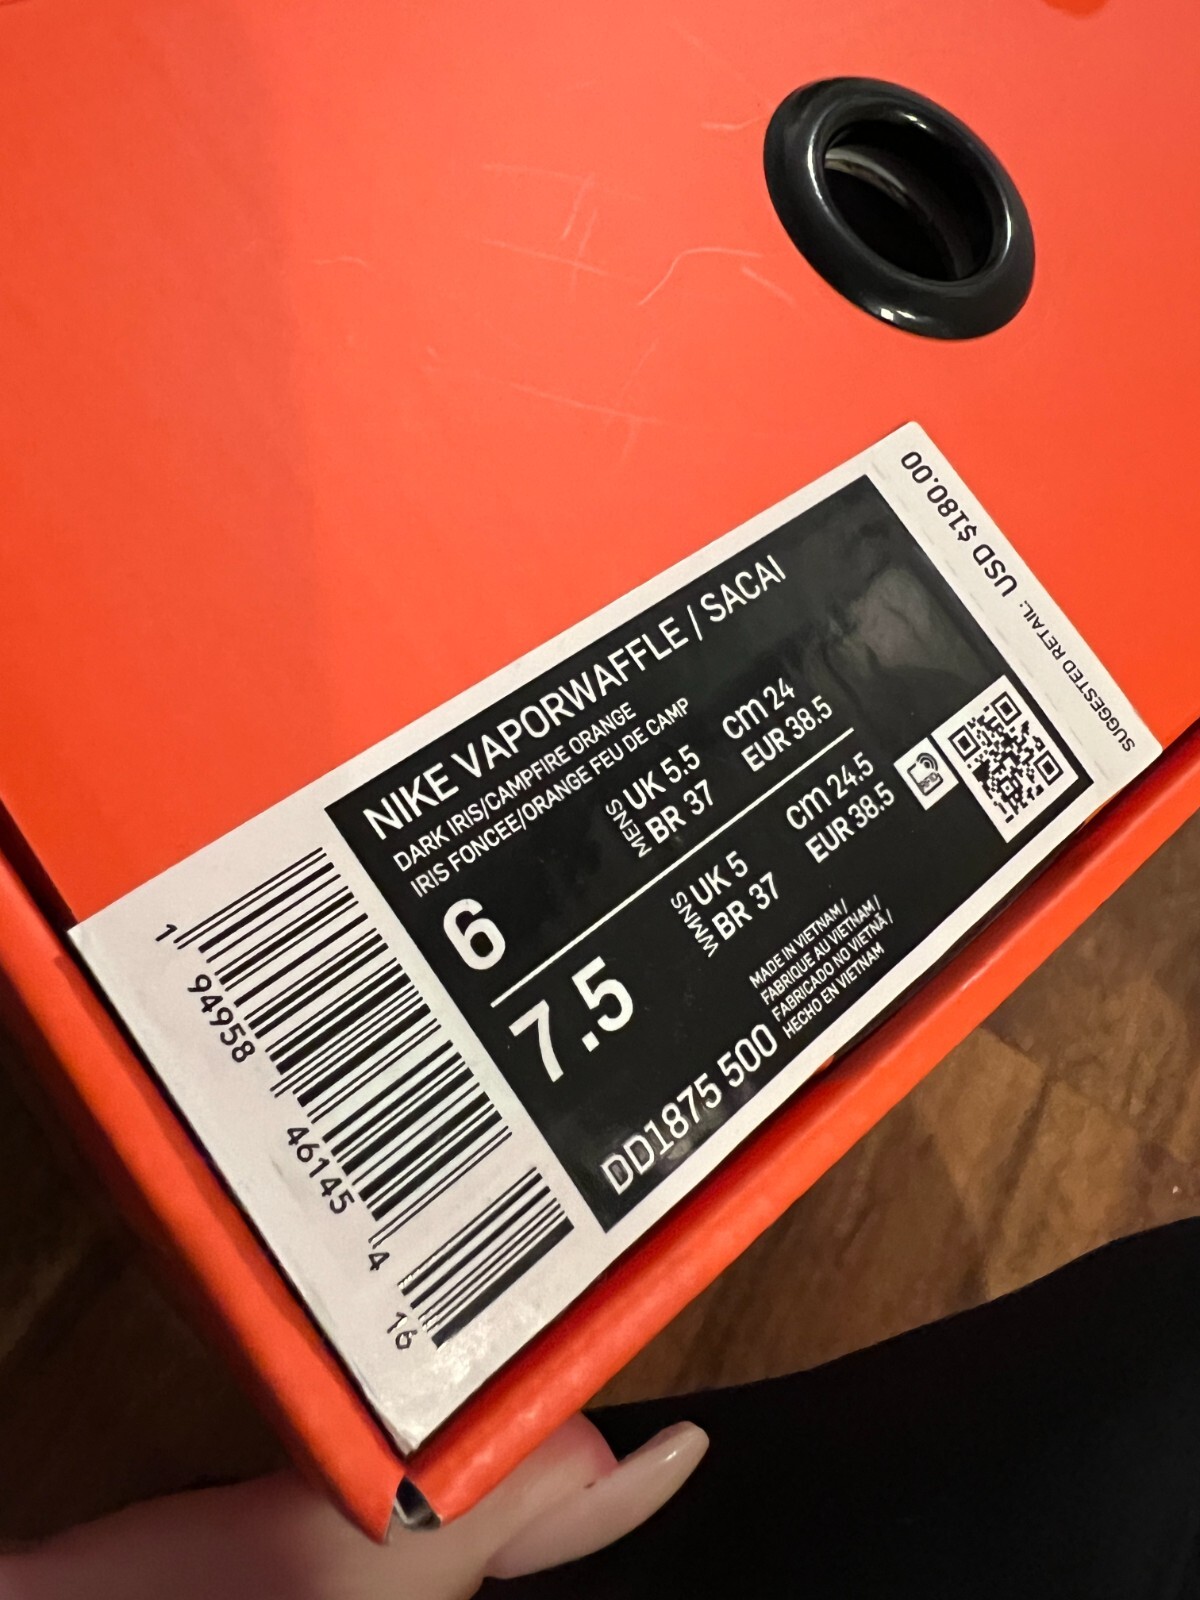 SUGGESTED RETAIL: USD $180.00
NIKE VAPORWAFFLE / SACAI
DARK IRIS/CAMPFIRE ORANGE
IRIS FONCEE/ORANGE FEU DE CAMP
6
MENS
UK 5.5
cm 24
BR 37
EUR 38.5
7.5
WMNS
UK 5
cm 24.5
BR 37
EUR 38.5
DD1875 500
MADE IN VIETNAM /
FABRIQUE AU VIETNAM /
FABRICADO NO VIETNÃ /
HECHO EN VIETNAM
1 94958 46145 4 16